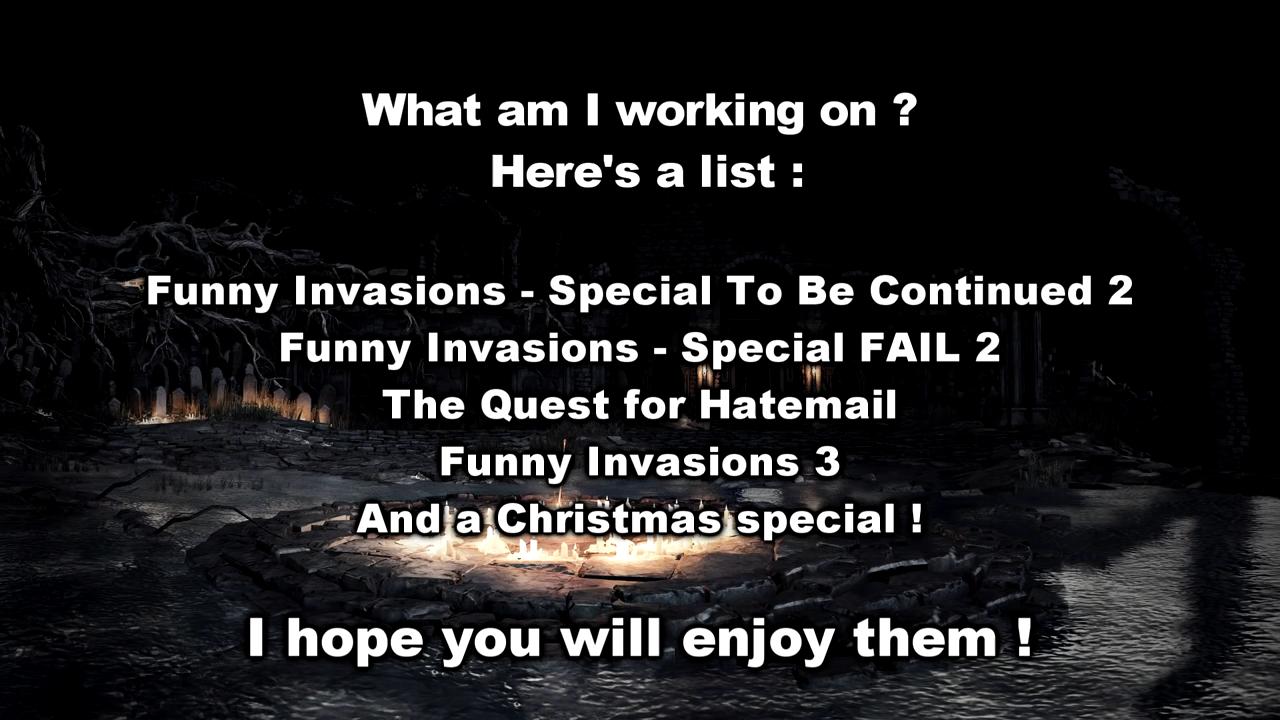 What am I working on ?
Here's a list :
Funny Invasions - Special To Be Continued 2
Funny Invasions - Special FAIL 2
The Quest for Hatemail
Funny Invasions 3
And a Christmas special !
I hope you will enjoy them !